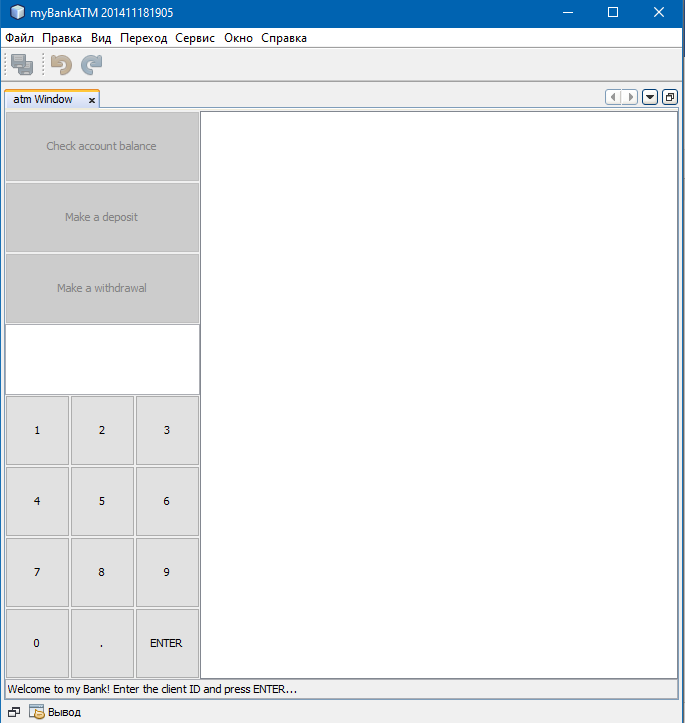 myBankATM 201411181905
Файл Правка Вид Переход Сервис Окно Справка
atm Window
Check account balance
Make a deposit
Make a withdrawal
1 2 3
4 5 6
7 8 9
0 . ENTER
Welcome to my Bank! Enter the client ID and press ENTER...
Вывод